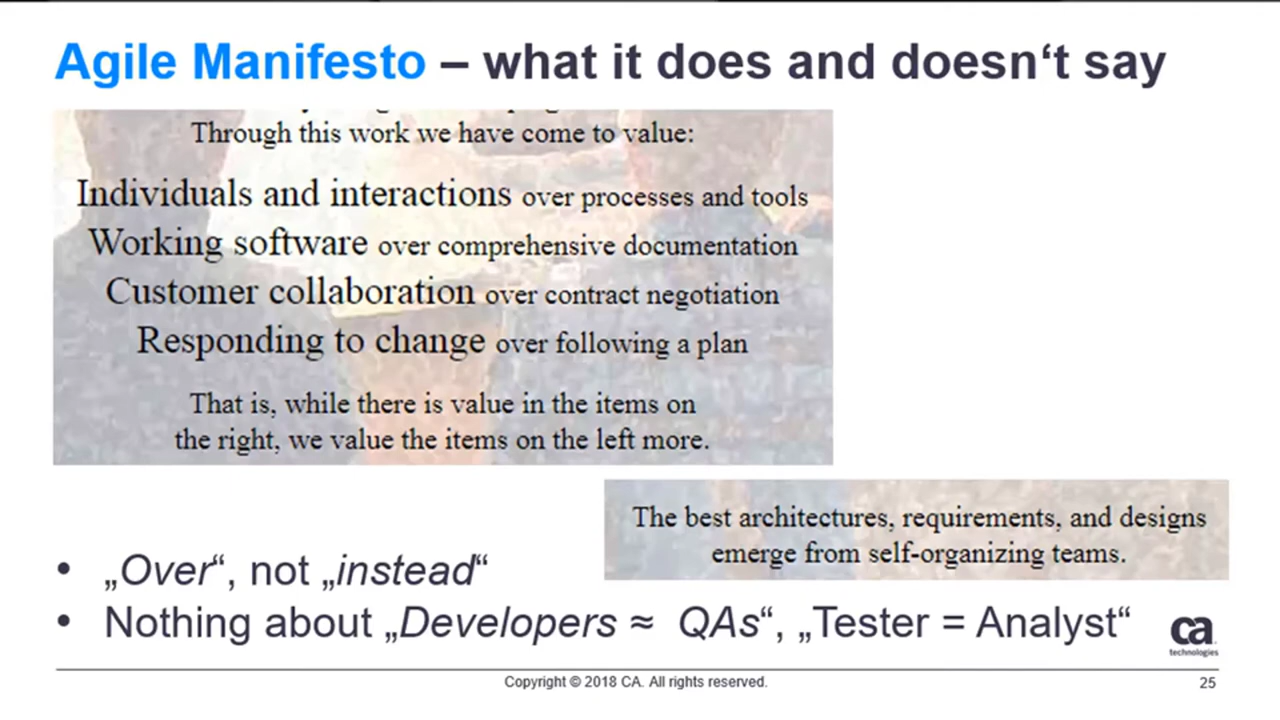 Agile Manifesto – what it does and doesn‘t say
Through this work we have come to value:
Individuals and interactions over processes and tools
Working software over comprehensive documentation
Customer collaboration over contract negotiation
Responding to change over following a plan
That is, while there is value in the items on
the right, we value the items on the left more.
The best architectures, requirements, and designs
emerge from self-organizing teams.
• „Over“, not „instead“
• Nothing about „Developers ≈ QAs“, „Tester = Analyst“
ca
technologies
Copyright © 2018 CA. All rights reserved.
25